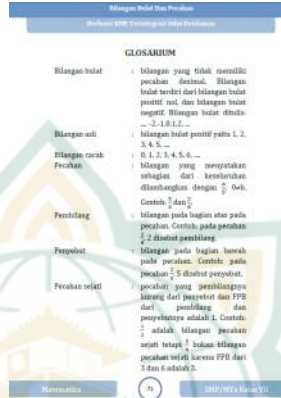 Bilangan Bulat Dan Pecahan
Berbasis RME Terintegrasi Nilai Keislaman
GLOSARIUM
Bilangan bulat : bilangan yang tidak memiliki
pecahan desimal. Bilangan
bulat terdiri dari bilangan bulat
positif, nol, dan bilangan bulat
negatif. Bilangan bulat ditulis:
..., -2,-1,0,1,2, ...
Bilangan asli : bilangan bulat positif yaitu 1, 2,
3, 4, 5, ...
Bilangan cacah : 0, 1, 2, 3, 4, 5, 6, ...
Pecahan : bilangan yang menyatakan
sebagian dari keseluruhan
dilambangkan dengan a/b, 0≠b.
Contoh: dan
Pembilang : bilangan pada bagian atas pada
pecahan. Contoh: pada pecahan
2 disebut pembilang.
Penyebut : bilangan pada bagian bawah
pada pecahan. Contoh: pada
pecahan 2/5, 5 disebut penyebut.
Pecahan sejati : pecahan yang pembilangnya
kurang dari penyebut dan FPB
dari pembilang dan
penyebutnya adalah 1. Contoh:
adalah bilangan pecahan
sejati tetapi 3/6 bukan bilangan
pecahan sejati karena FPB dari
3 dan 6 adalah 3.
Matematika
71
SMP/MTs Kelas VII